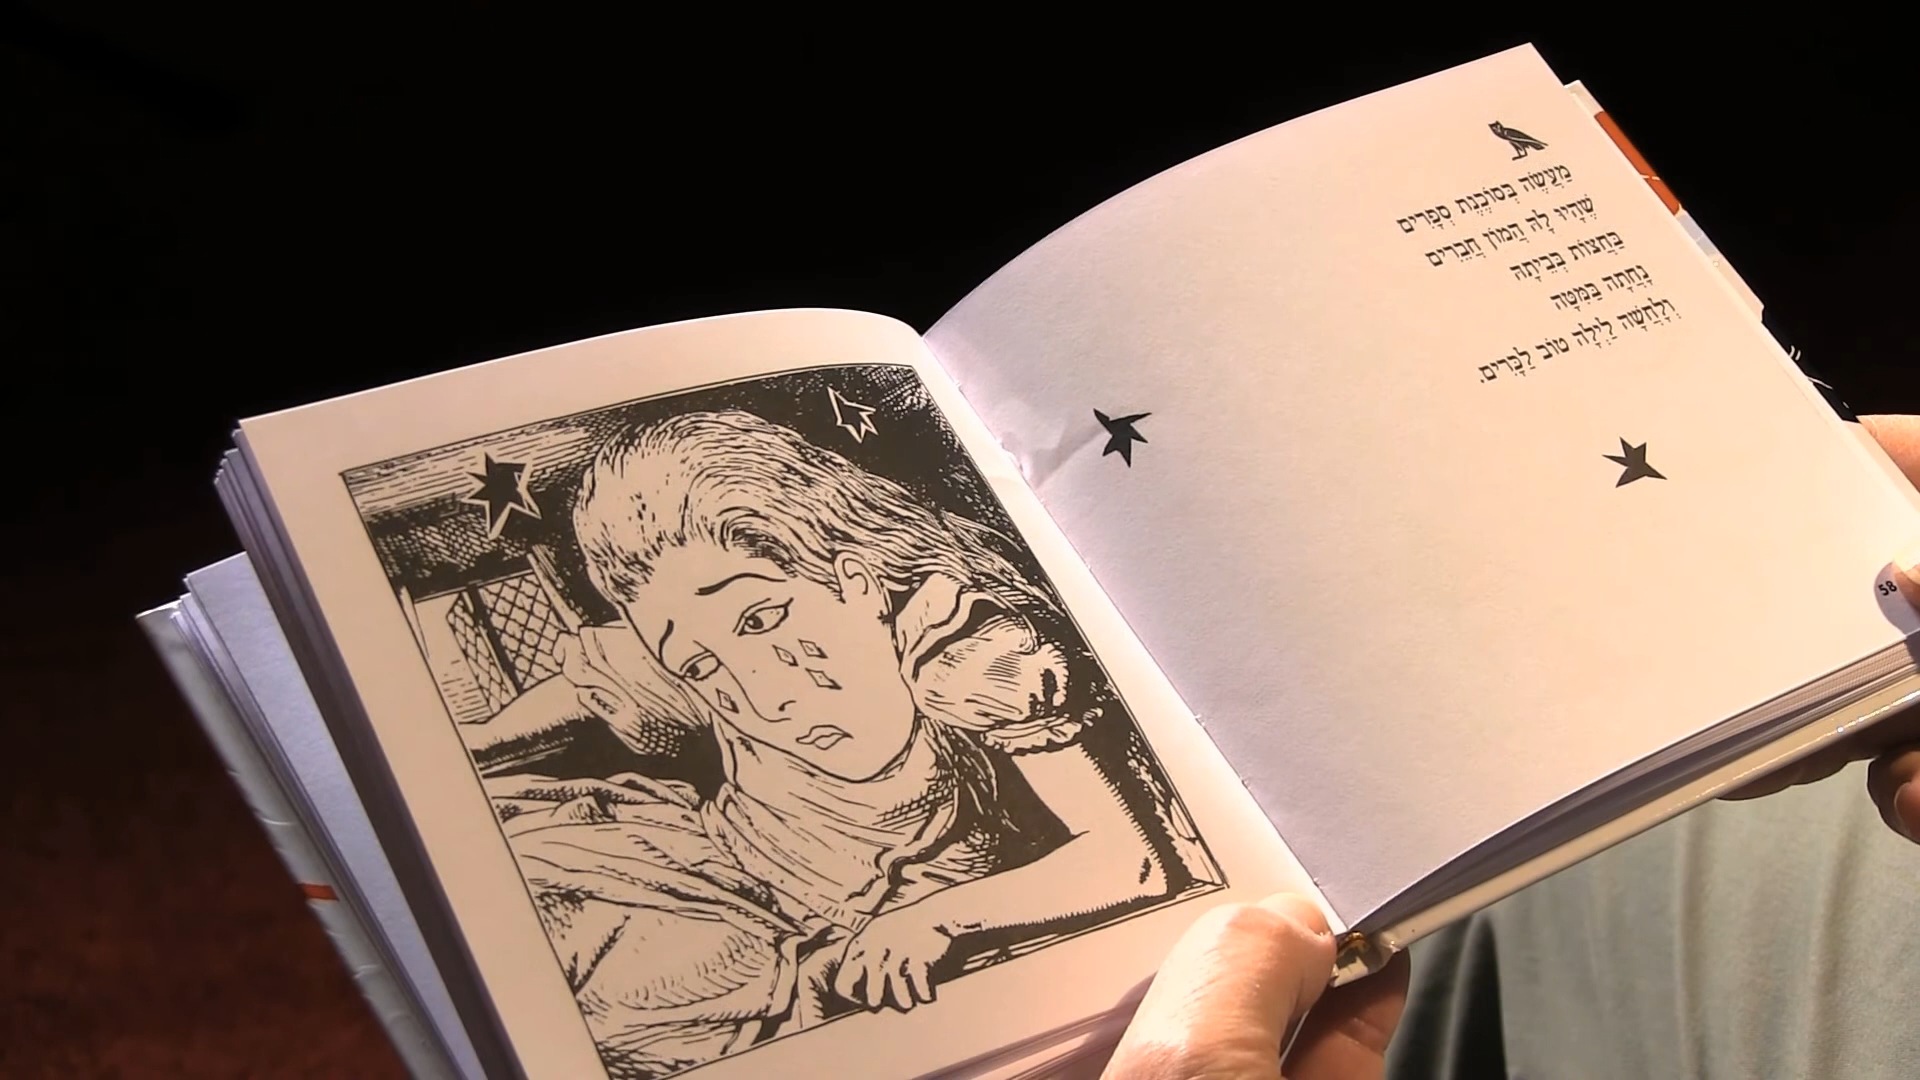 מַעֲשֶׂה בְּסוֹכֶנֶת סְפָרִים
שֶׁהָיוּ לָהּ הֲמוֹן חֲבֵרִים
בַּחֲצוֹת בְּבֵיתָהּ
נָחֲתָה בַּמִּטָּה
וְלָחֲשָׁה לַיְלָה טוֹב לַכָּרִים.
58